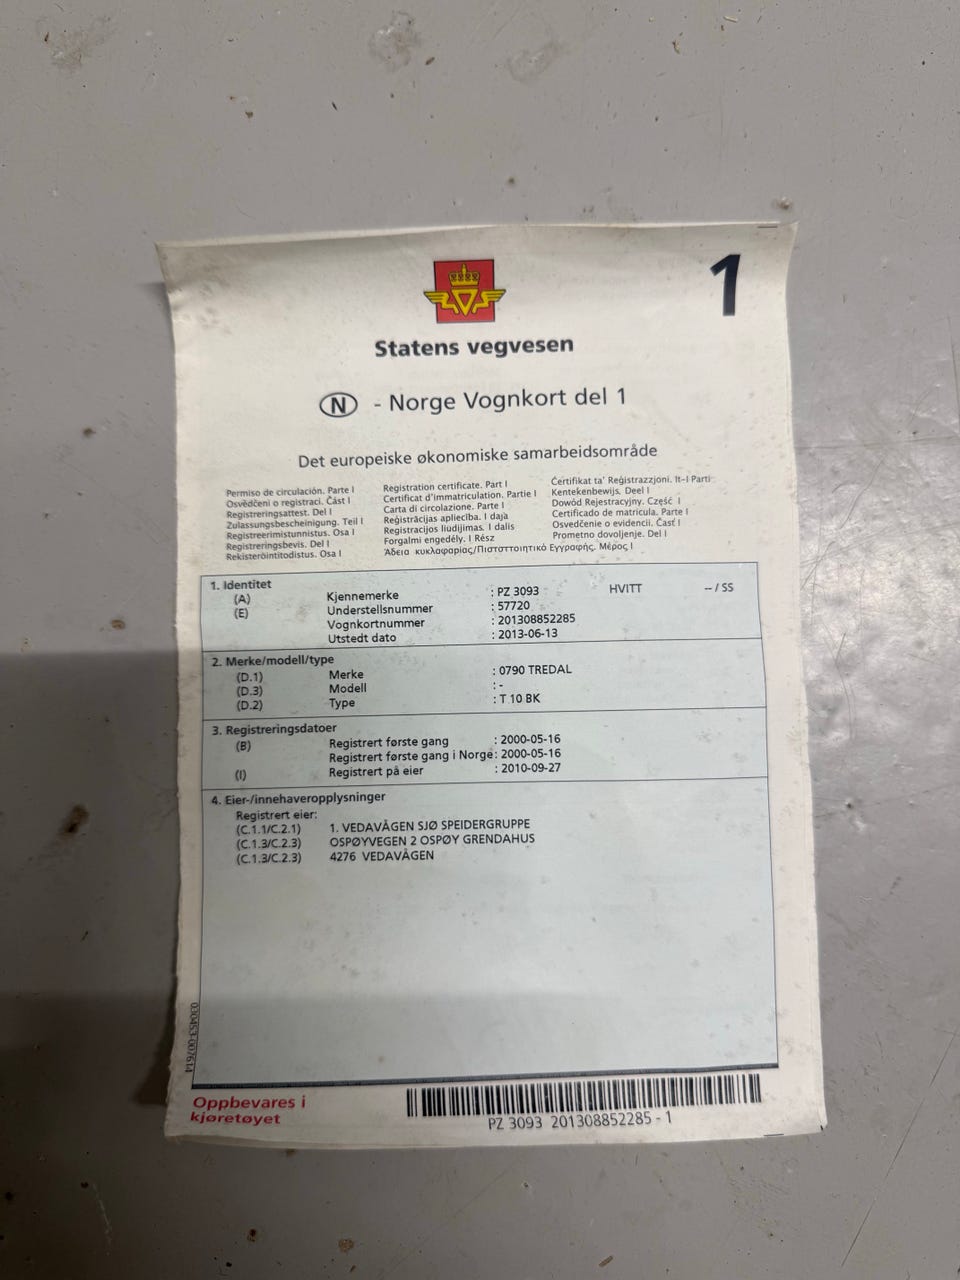 1
Statens vegvesen
N - Norge Vognkort del 1
Det europeiske økonomiske samarbeidsområde
Permiso de circulación. Parte I
Osvědčení o registraci. Část I
Registreringsattest. Del I
Zulassungsbescheinigung. Teil I
Registreerimistunnistus. Osa I
Registreringsbevis. Del I
Rekisteröintitodistus. Osa I
Registration certificate. Part I
Certificat d'immatriculation. Partie I
Carta di circolazione. Parte I
Reģistrācijas apliecība. I daļa
Registracijos liudijimas. I dalis
Forgalmi engedély. I Rész
Άδεια κυκλοφορίας/Πιστοποιητικό Εγγραφής. Μέρος I
Ċertifikat ta' Reġistrazzjoni. It-I Parti
Kentekenbewijs. Deel I
Dowód Rejestracyjny. Część I
Certificado de matrícula. Parte I
Osvedčenie o evidencii. Časť I
Prometno dovoljenje. Del I
1. Identitet
(A) Kjennemerke : PZ 3093 HVITT -- / SS
(E) Understellsnummer : 57720
Vognkortnummer : 201308852285
Utstedt dato : 2013-06-13
2. Merke/modell/type
(D.1) Merke : 0790 TREDAL
(D.3) Modell : -
(D.2) Type : T 10 BK
3. Registreringsdatoer
(B) Registrert første gang : 2000-05-16
Registrert første gang i Norge : 2000-05-16
(I) Registrert på eier : 2010-09-27
4. Eier-/innehaveropplysninger
Registrert eier:
(C.1.1/C.2.1) 1. VEDAVÅGEN SJØ SPEIDERGRUPPE
(C.1.3/C.2.3) OSPØYVEGEN 2 OSPØY GRENDAHUS
(C.1.3/C.2.3) 4276 VEDAVÅGEN
030453-007614
Oppbevares i
kjøretøyet
PZ 3093 201308852285 - 1